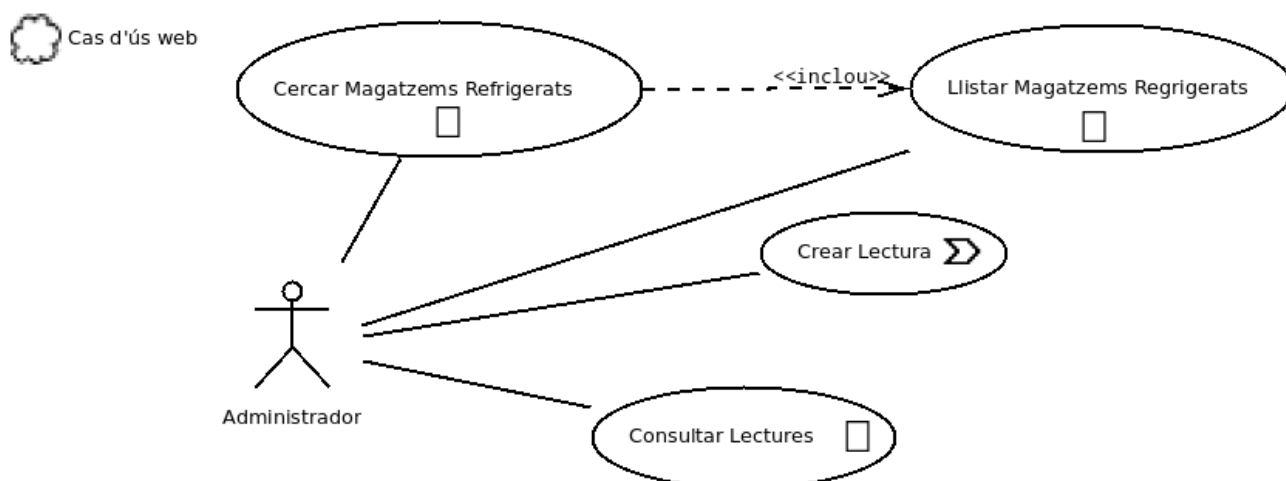 Cas d'ús web
Cercar Magatzems Refrigerats
<<inclou>>
Llistar Magatzems Regrigerats
Crear Lectura
Administrador
Consultar Lectures